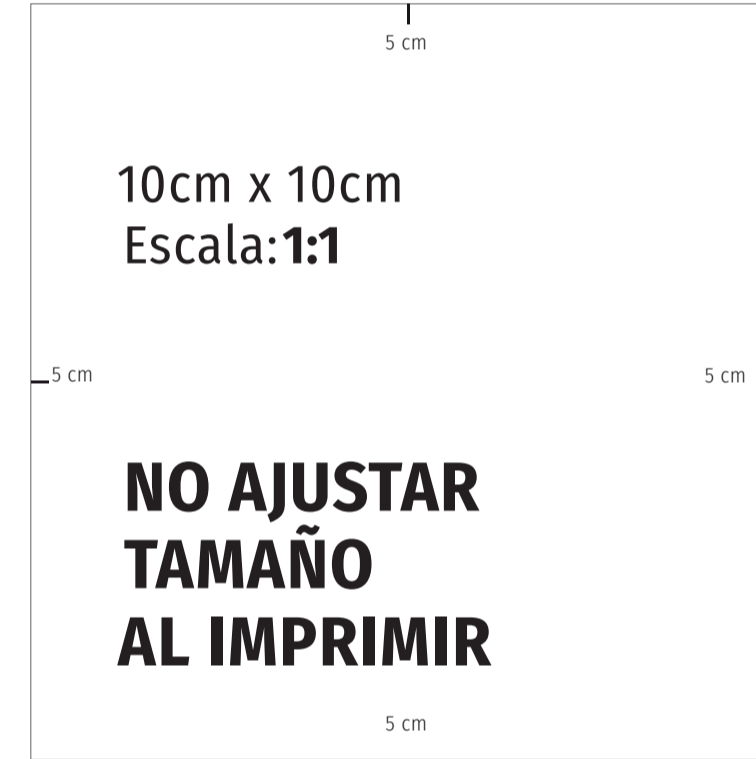 5 cm
10cm x 10cm
Escala: 1:1
5 cm
5 cm
NO AJUSTAR
TAMAÑO
AL IMPRIMIR
5 cm